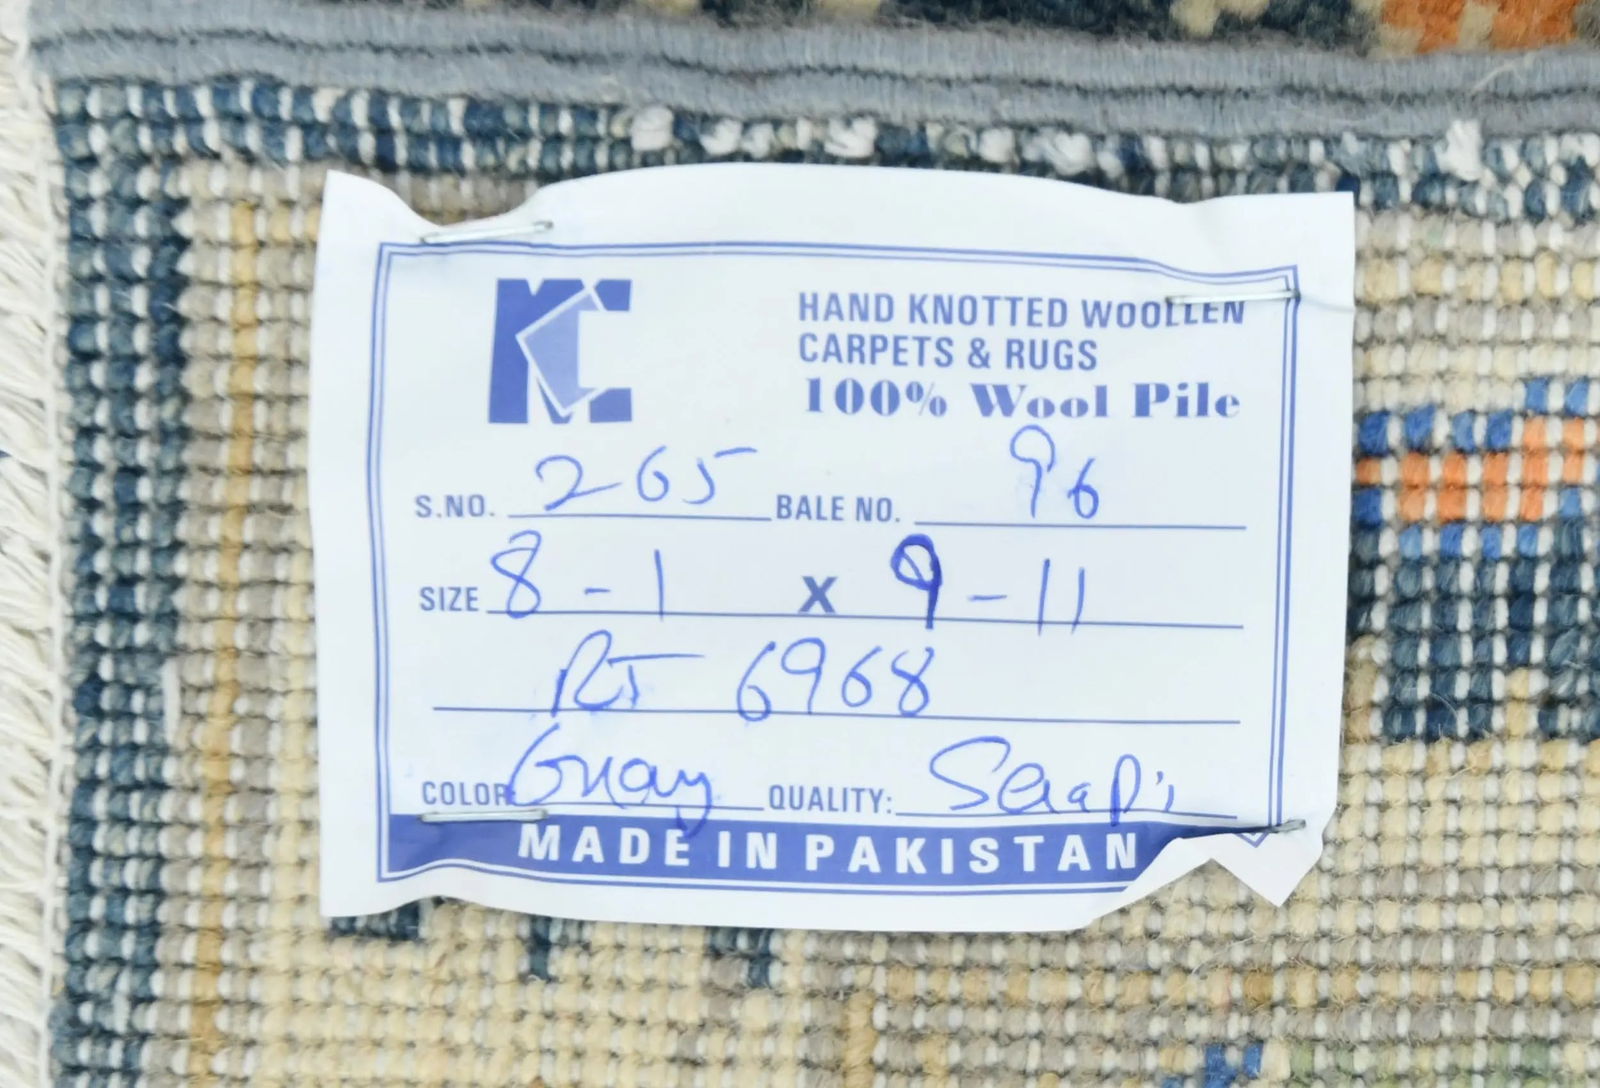 KC
HAND KNOTTED WOOLLEN
CARPETS & RUGS
100% Wool Pile
S.NO. 265 BALE NO. 96
SIZE 8-1 X 9-11
RT 6968
COLOR Gray QUALITY: Serapi
MADE IN PAKISTAN